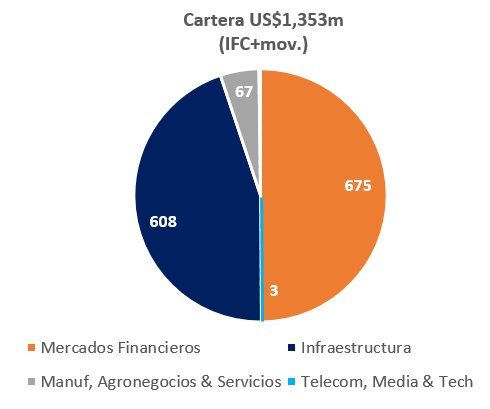 Cartera US$1,353m
(IFC+mov.)
67
675
608
3
Mercados Financieros
Infraestructura
Manuf, Agronegocios & Servicios
Telecom, Media & Tech